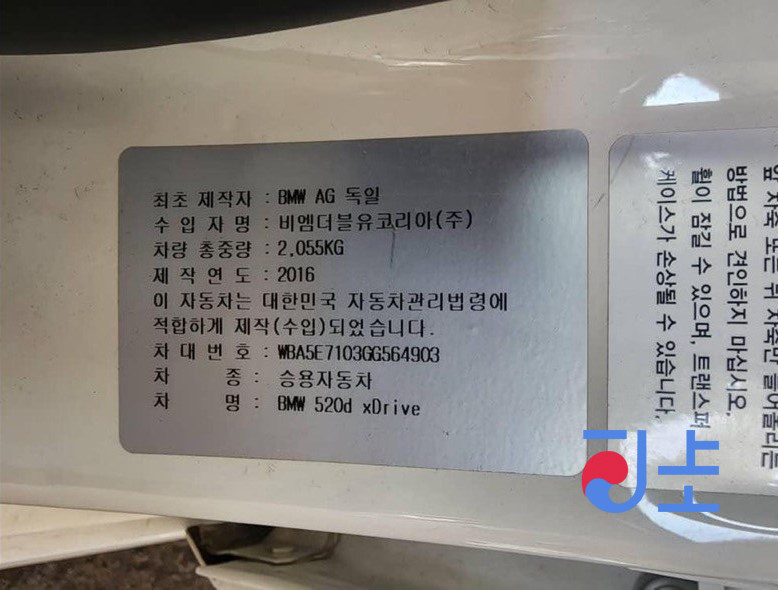 최초 제작자 : BMW AG 독일
수 입 자 명 : 비엠더블유코리아(주)
차량 총중량 : 2,055KG
제 작 연 도 : 2016
이 자동차는 대한민국 자동차관리법령에
적합하게 제작(수입)되었습니다.
차 대 번 호 : WBA5E7103GG564903
차 종 : 승용자동차
차 명 : BMW 520d xDrive
방법으로 견인하지 마십시오.
휠이 잠길 수 있으며, 트랜스퍼
케이스가 손상될 수 있습니다.